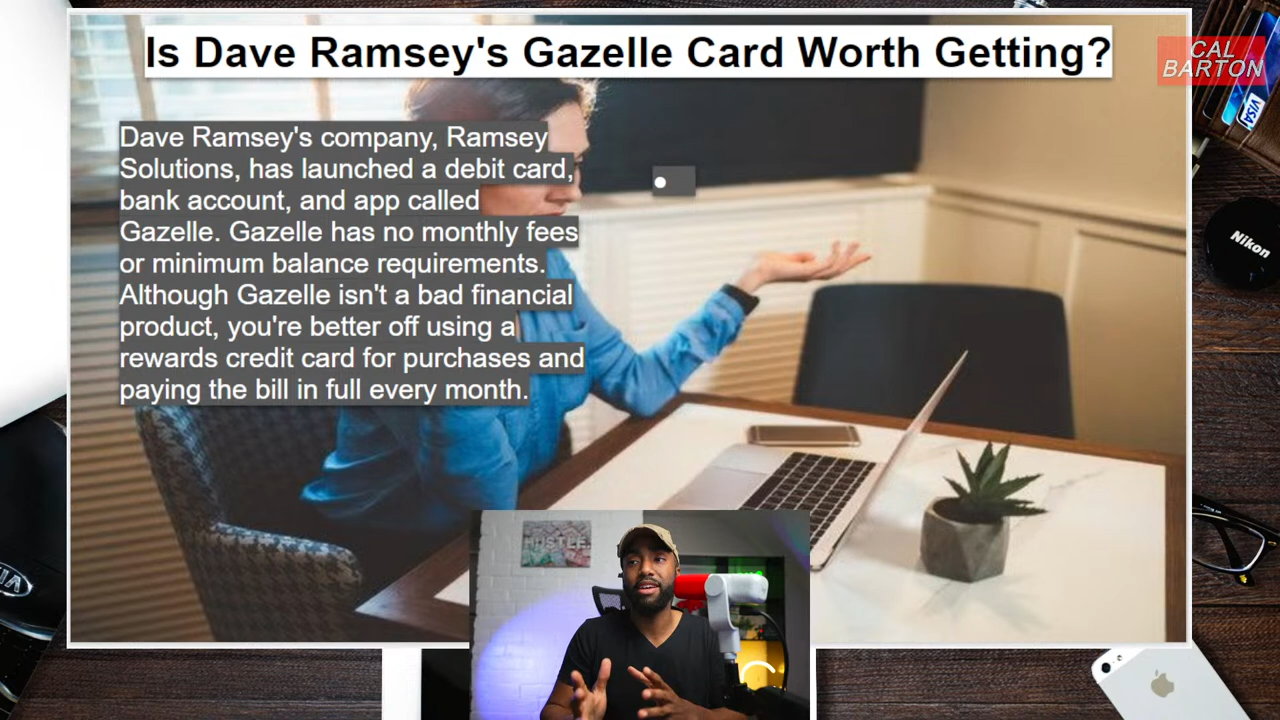 Is Dave Ramsey's Gazelle Card Worth Getting?
CAL
BARTON
VISA
Dave Ramsey's company, Ramsey
Solutions, has launched a debit card,
bank account, and app called
Gazelle. Gazelle has no monthly fees
or minimum balance requirements.
Although Gazelle isn't a bad financial
product, you're better off using a
rewards credit card for purchases and
paying the bill in full every month.
Nikon
HUSTLE
KIA